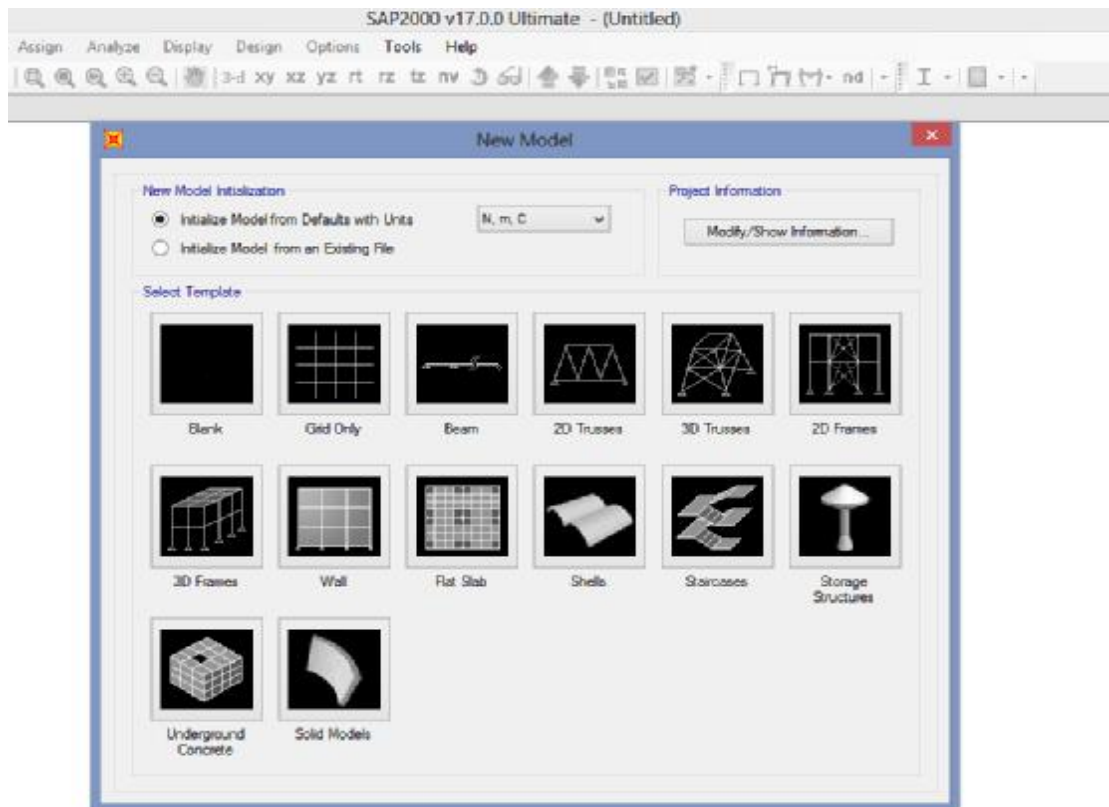 SAP2000 v17.0.0 Ultimate - (Untitled)
Assign Analyze Display Design Options Tools Help
3-d xy xz yz rt rz tz nv nd
New Model
New Model Initialization
Project Information
Initialize Model from Defaults with Units
N, m, C
Modify/Show Information...
Initialize Model from an Existing File
Select Template
Blank
Grid Only
Beam
2D Trusses
3D Trusses
2D Frames
3D Frames
Wall
Flat Slab
Shells
Staircases
Storage
Structures
Underground
Concrete
Solid Models